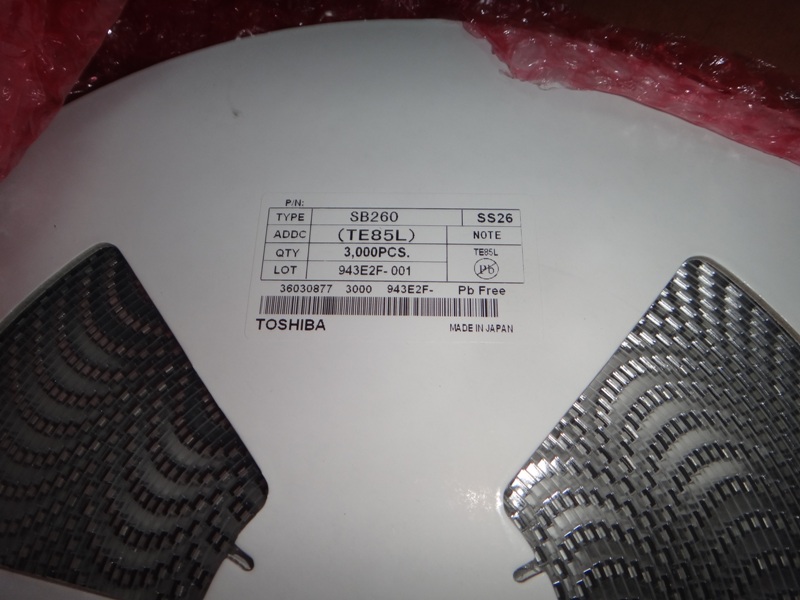 P/N:
TYPE SB260 SS26
ADDC (TE85L) NOTE
QTY 3,000PCS. TE85L
LOT 943E2F-001 Pb
36030877 3000 943E2F- Pb Free
TOSHIBA MADE IN JAPAN